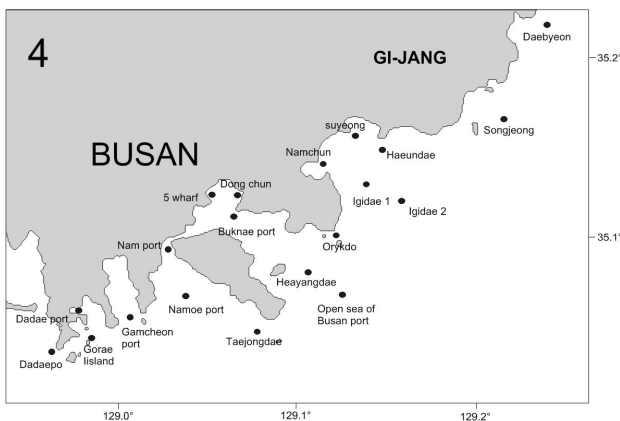 4
Daebyeon
GI-JANG
35.2°
suyeong
Songjeong
BUSAN
Namchun
Haeundae
Dong chun
5 wharf
Igidae 1
Igidae 2
Buknae port
35.1°
Nam port
Orykdo
Heayangdae
Namoe port
Open sea of
Busan port
Dadae port
Gamcheon
port
Taejongdae
Gorae
Iisland
Dadaepo
129.0°
129.1°
129.2°